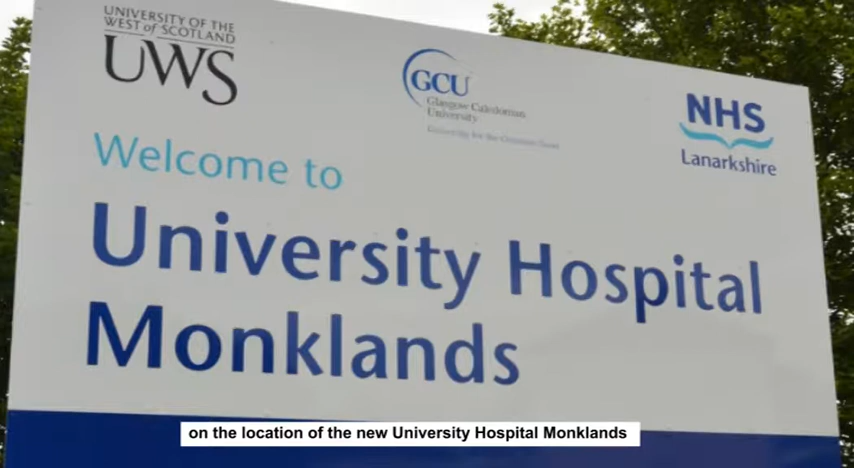 UNIVERSITY OF THE
WEST of SCOTLAND
UWS
GCU
Glasgow Caledonian
University
NHS
Lanarkshire
Welcome to
University Hospital
Monklands
on the location of the new University Hospital Monklands